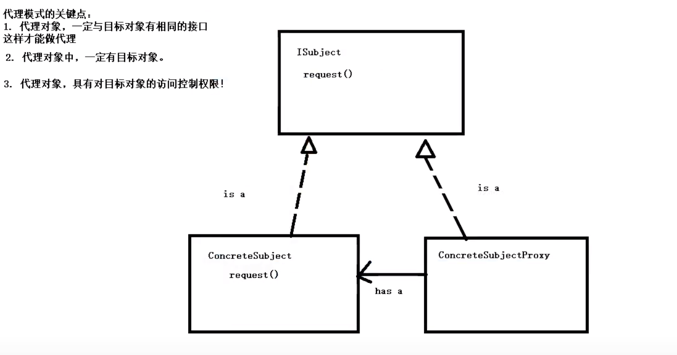 代理模式的关键点：
1. 代理对象，一定与目标对象有相同的接口
这样才能做代理
2. 代理对象中，一定有目标对象。
3. 代理对象，具有对目标对象的访问控制权限！
ISubject
request()
is a
is a
ConcreteSubject
request()
ConcreteSubjectProxy
has a